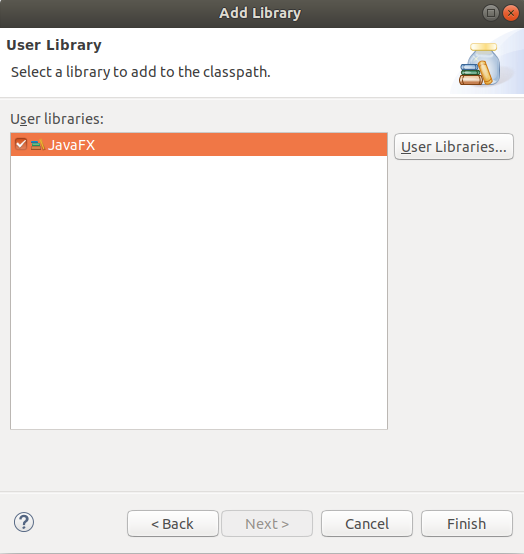 Add Library
User Library
Select a library to add to the classpath.
User libraries:
JavaFX
User Libraries...
?
< Back
Next >
Cancel
Finish